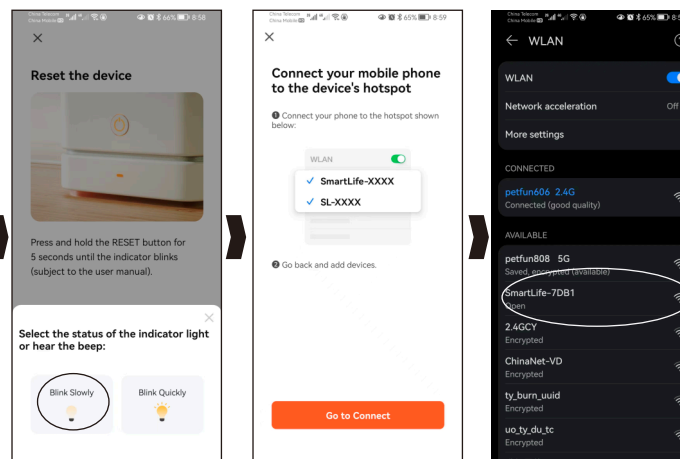 China Telecom
China Mobile HD
66% 8:58
Reset the device
Press and hold the RESET button for
5 seconds until the indicator blinks
(subject to the user manual).
Select the status of the indicator light
or hear the beep:
Blink Slowly
Blink Quickly
China Telecom
China Mobile HD
65% 8:59
Connect your mobile phone
to the device's hotspot
❶ Connect your phone to the hotspot shown
below:
WLAN
SmartLife-XXXX
SL-XXXX
❷ Go back and add devices.
Go to Connect
China Telecom
China Mobile HD
65%
WLAN
WLAN
Network acceleration
Off
More settings
CONNECTED
petfun606 2.4G
Connected (good quality)
AVAILABLE
petfun808 5G
Saved, encrypted (available)
SmartLife-7DB1
Open
2.4GCY
Encrypted
ChinaNet-VD
Encrypted
ty_burn_uuid
Encrypted
uo_ty_du_tc
Encrypted